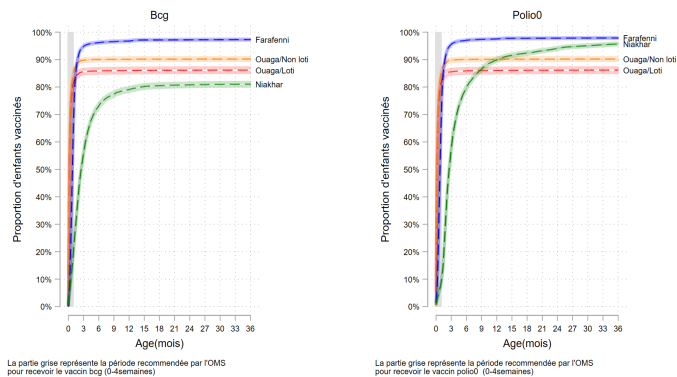 Bcg
Proportion d'enfants vaccinés
100%
90%
80%
70%
60%
50%
40%
30%
20%
10%
0%
Farafenni
Ouaga/Non loti
Ouaga/Loti
Niakhar
0 3 6 9 12 15 18 21 24 27 30 33 36
Age(mois)
La partie grise représente la période recommandée par l'OMS
pour recevoir le vaccin bcg (0-4semaines)
Polio0
Proportion d'enfants vaccinés
100%
90%
80%
70%
60%
50%
40%
30%
20%
10%
0%
Farafenni
Niakhar
Ouaga/Non loti
Ouaga/Loti
0 3 6 9 12 15 18 21 24 27 30 33 36
Age(mois)
La partie grise représente la période recommandée par l'OMS
pour recevoir le vaccin polio0 (0-4semaines)